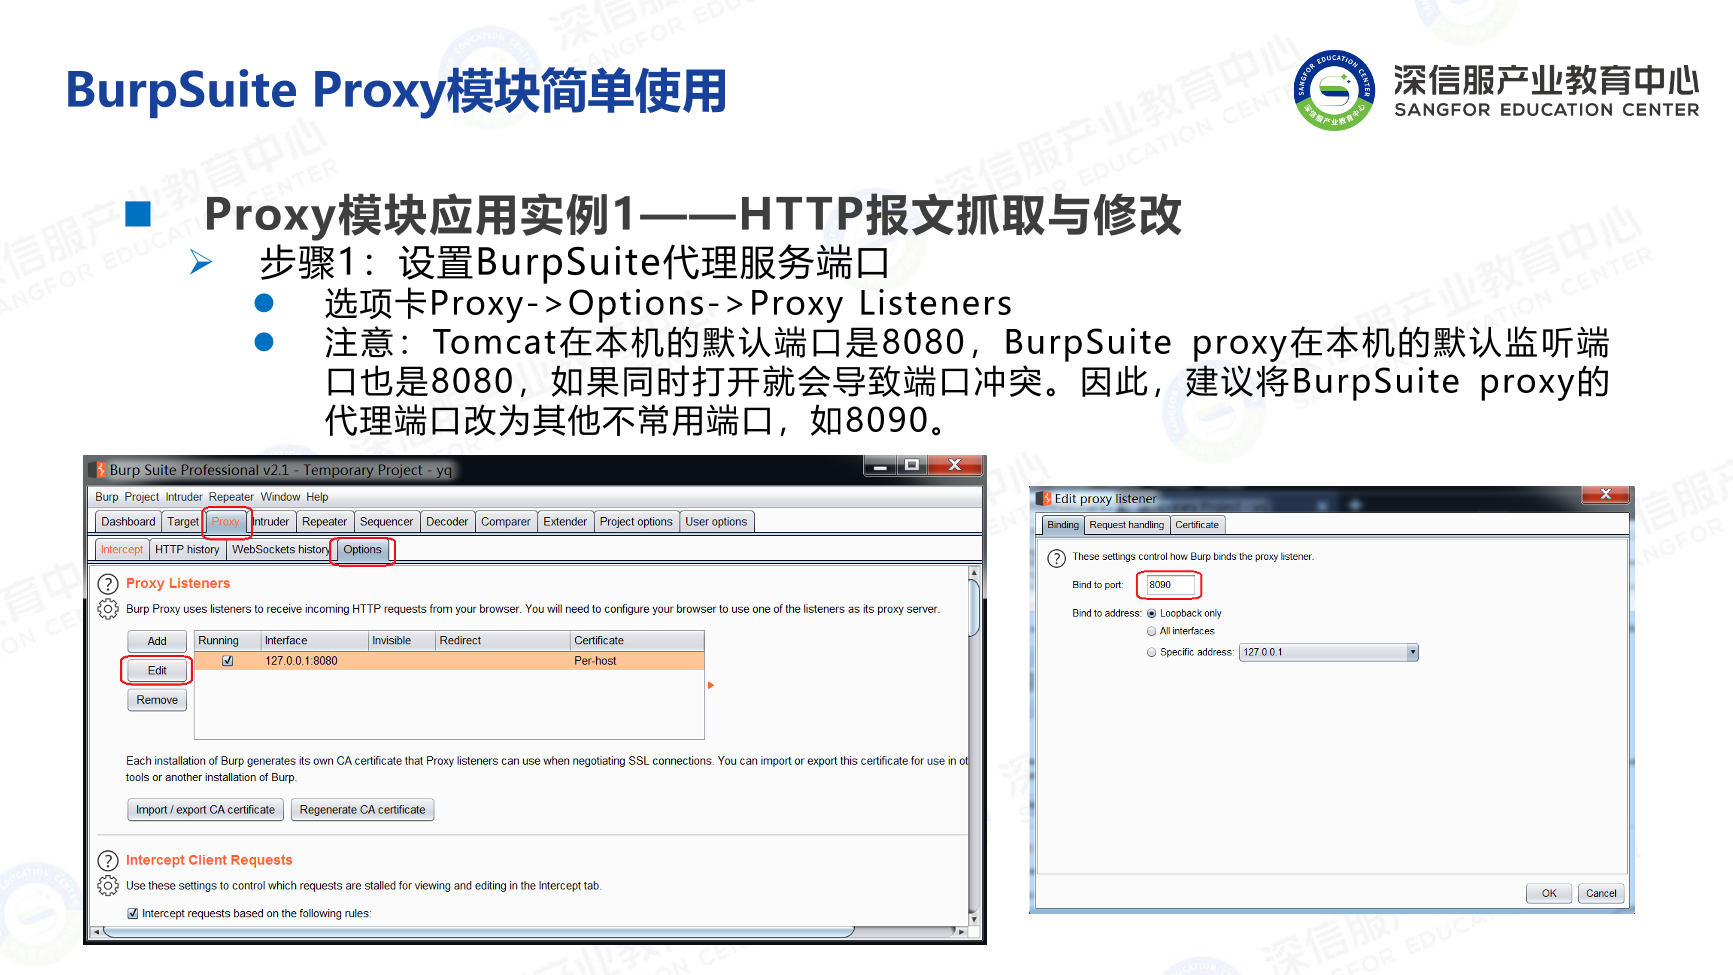 BurpSuite Proxy模块简单使用
深信服产业教育中心
SANGFOR EDUCATION CENTER
Proxy模块应用实例1——HTTP报文抓取与修改
步骤1：设置BurpSuite代理服务端口
选项卡Proxy->Options->Proxy Listeners
注意：Tomcat在本机的默认端口是8080，BurpSuite proxy在本机的默认监听端
口也是8080，如果同时打开就会导致端口冲突。因此，建议将BurpSuite proxy的
代理端口改为其他不常用端口，如8090。
Burp Suite Professional v2.1 - Temporary Project - yq
Burp Project Intruder Repeater Window Help
Dashboard Target Proxy Intruder Repeater Sequencer Decoder Comparer Extender Project options User options
Intercept HTTP history WebSockets history Options
Proxy Listeners
Burp Proxy uses listeners to receive incoming HTTP requests from your browser. You will need to configure your browser to use one of the listeners as its proxy server.
Add Running Interface Invisible Redirect Certificate
127.0.0.1:8080 Per-host
Edit
Remove
Each installation of Burp generates its own CA certificate that Proxy listeners can use when negotiating SSL connections. You can import or export this certificate for use in ot
tools or another installation of Burp.
Import / export CA certificate Regenerate CA certificate
Intercept Client Requests
Use these settings to control which requests are stalled for viewing and editing in the Intercept tab.
Intercept requests based on the following rules:
Edit proxy listener
Binding Request handling Certificate
These settings control how Burp binds the proxy listener.
Bind to port: 8090
Bind to address: Loopback only
All interfaces
Specific address: 127.0.0.1
OK Cancel